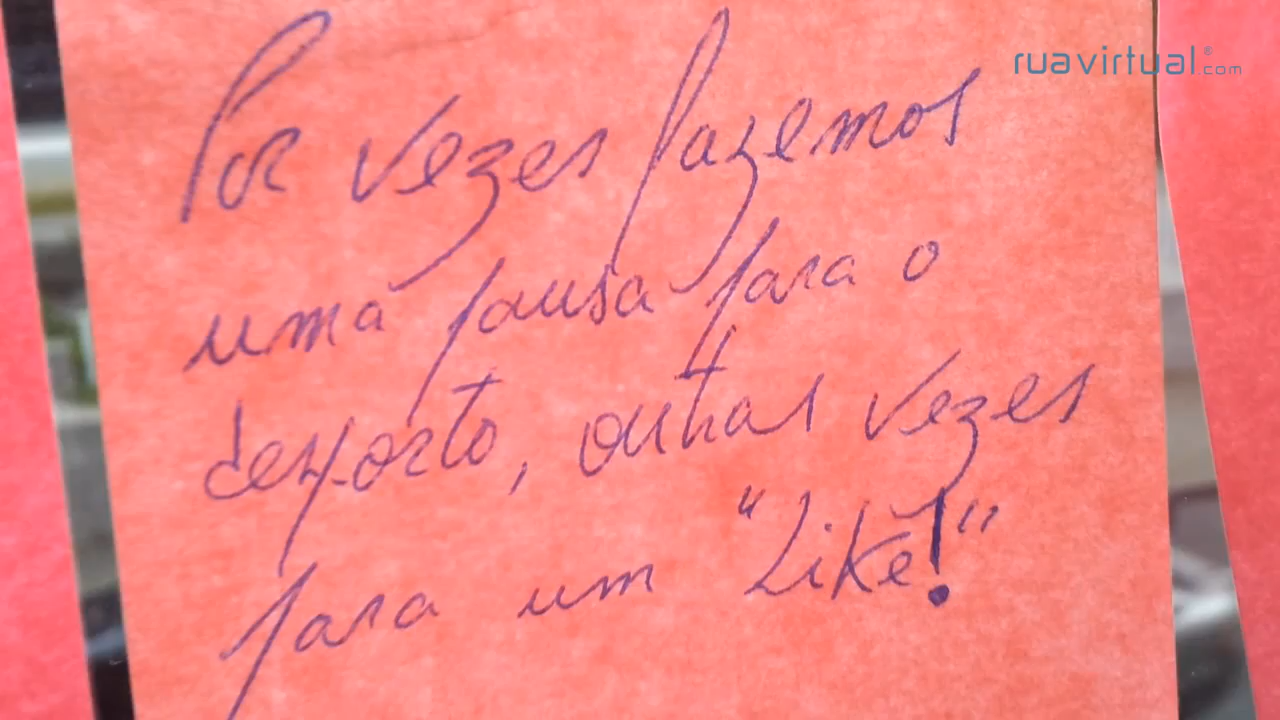 ruavirtual.com®
Por vezes fazemos
uma pausa para o
desporto, outras vezes
para um "Like!"